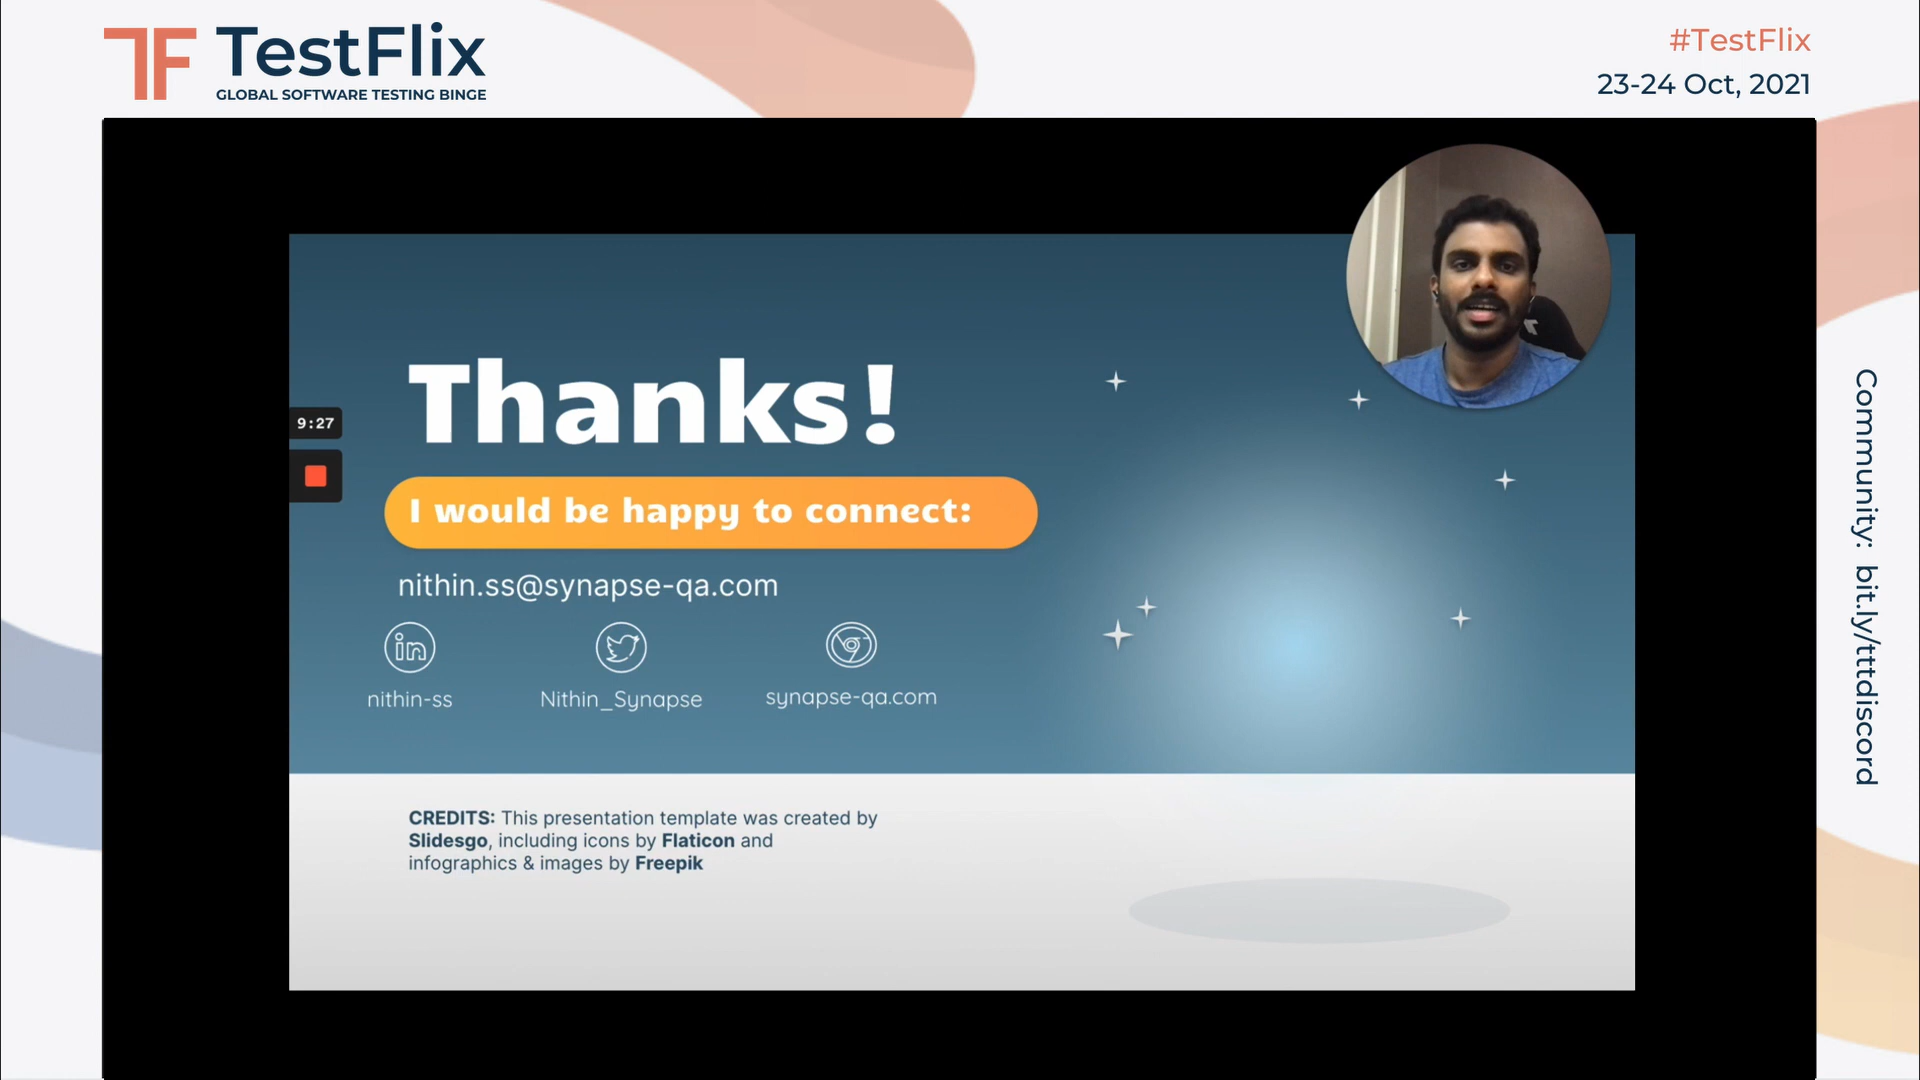 TF TestFlix
GLOBAL SOFTWARE TESTING BINGE
#TestFlix
23-24 Oct, 2021
Thanks!
9:27
I would be happy to connect:
nithin.ss@synapse-qa.com
in
nithin-ss
Nithin_Synapse
synapse-qa.com
CREDITS: This presentation template was created by
Slidesgo, including icons by Flaticon and
infographics & images by Freepik
Community: bit.ly/tttdiscord